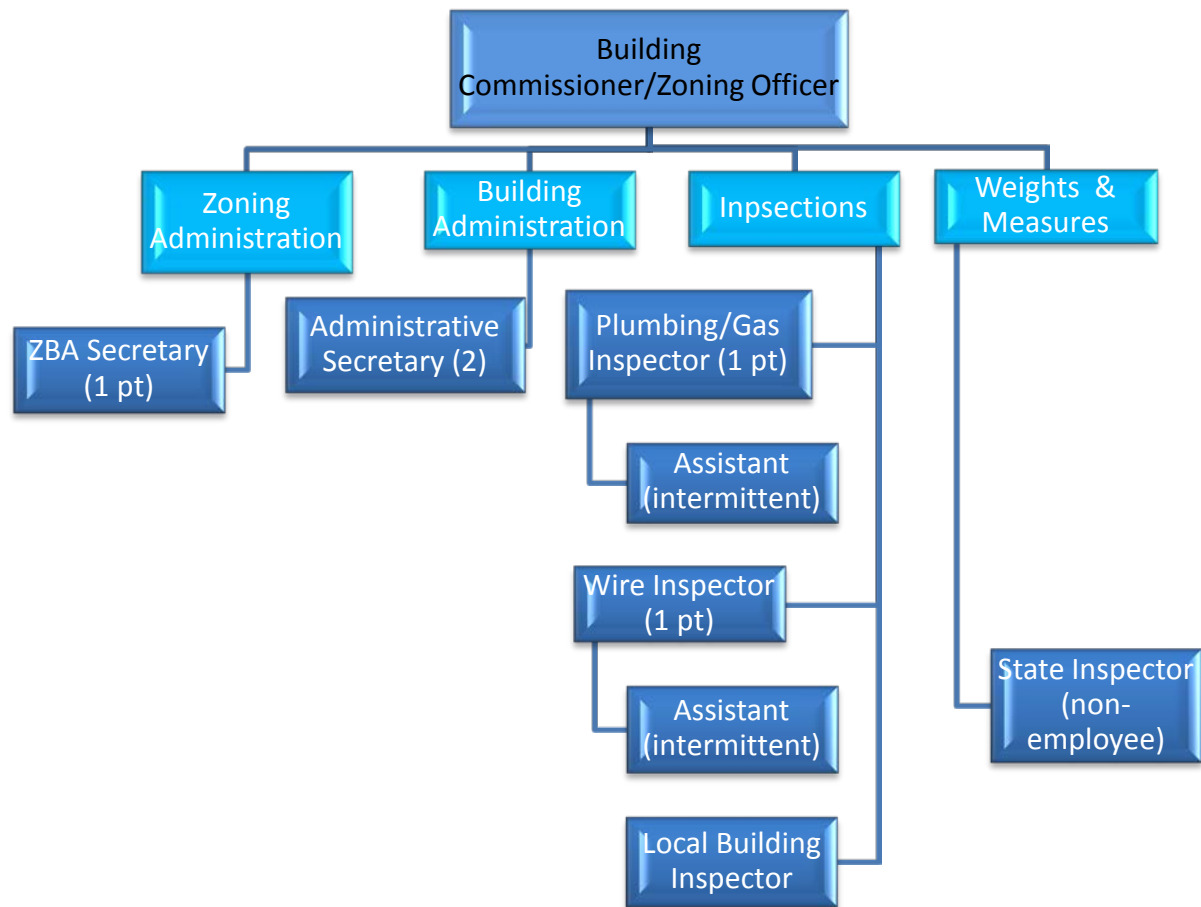 Building
Commissioner/Zoning Officer
Zoning
Administration
Building
Administration
Inpsections
Weights & 
Measures
ZBA Secretary
(1 pt)
Administrative
Secretary (2)
Plumbing/Gas
Inspector (1 pt)
Assistant
(intermittent)
Wire Inspector
(1 pt)
Assistant
(intermittent)
Local Building
Inspector
State Inspector
(non-
employee)